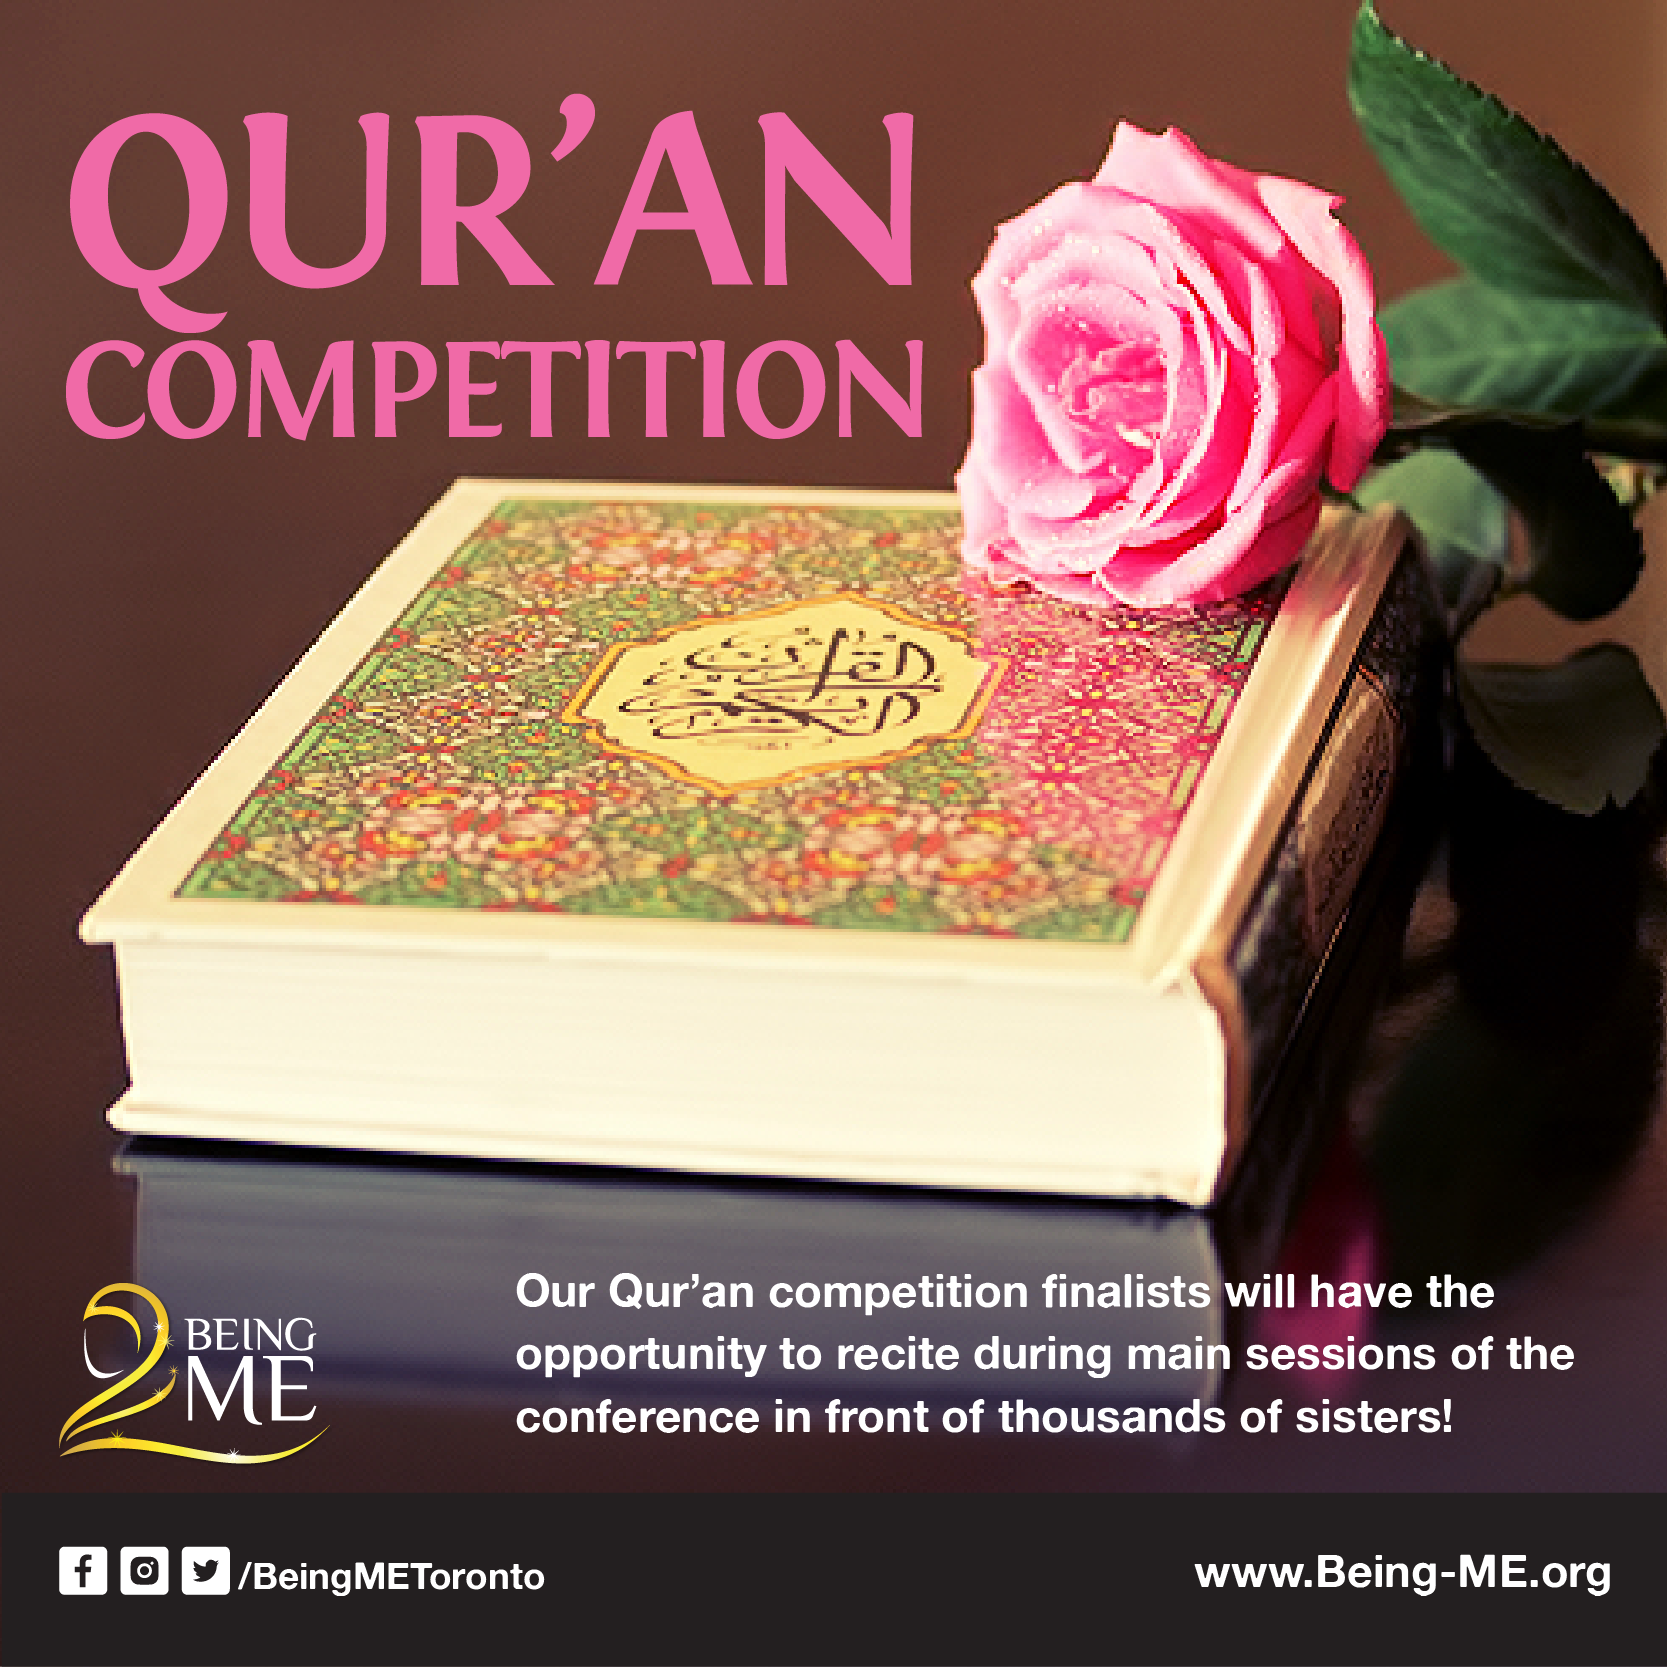 QUR’AN
COMPETITION
Our Qur’an competition finalists will have the
opportunity to recite during main sessions of the
conference in front of thousands of sisters!
BEING
ME
/BeingMEToronto
www.Being-ME.org